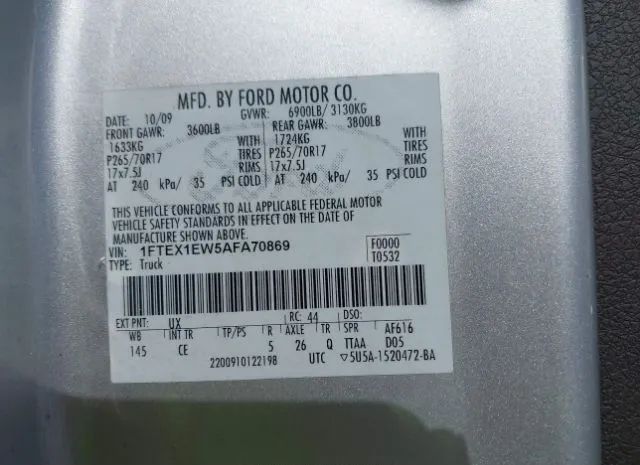 MFD. BY FORD MOTOR CO.
DATE: 10/09 GVWR: 6900LB/ 3130KG
FRONT GAWR: 3600LB REAR GAWR: 3800LB
1633KG WITH 1724KG WITH
P265/70R17 TIRES P265/70R17 TIRES
17x7.5J RIMS 17x7.5J RIMS
AT 240 kPa/ 35 PSI COLD AT 240 kPa/ 35 PSI COLD
THIS VEHICLE CONFORMS TO ALL APPLICABLE FEDERAL MOTOR
VEHICLE SAFETY STANDARDS IN EFFECT ON THE DATE OF
MANUFACTURE SHOWN ABOVE.
VIN: 1FTEX1EW5AFA70869 F0000
TYPE: Truck T0532
EXT PNT: UX RC: 44 DSO:
WB INT TR TP/PS R AXLE TR SPR AF616
145 CE 5 26 Q TTAA D05
2200910122198 UTC ▽5U5A-1520472-BA